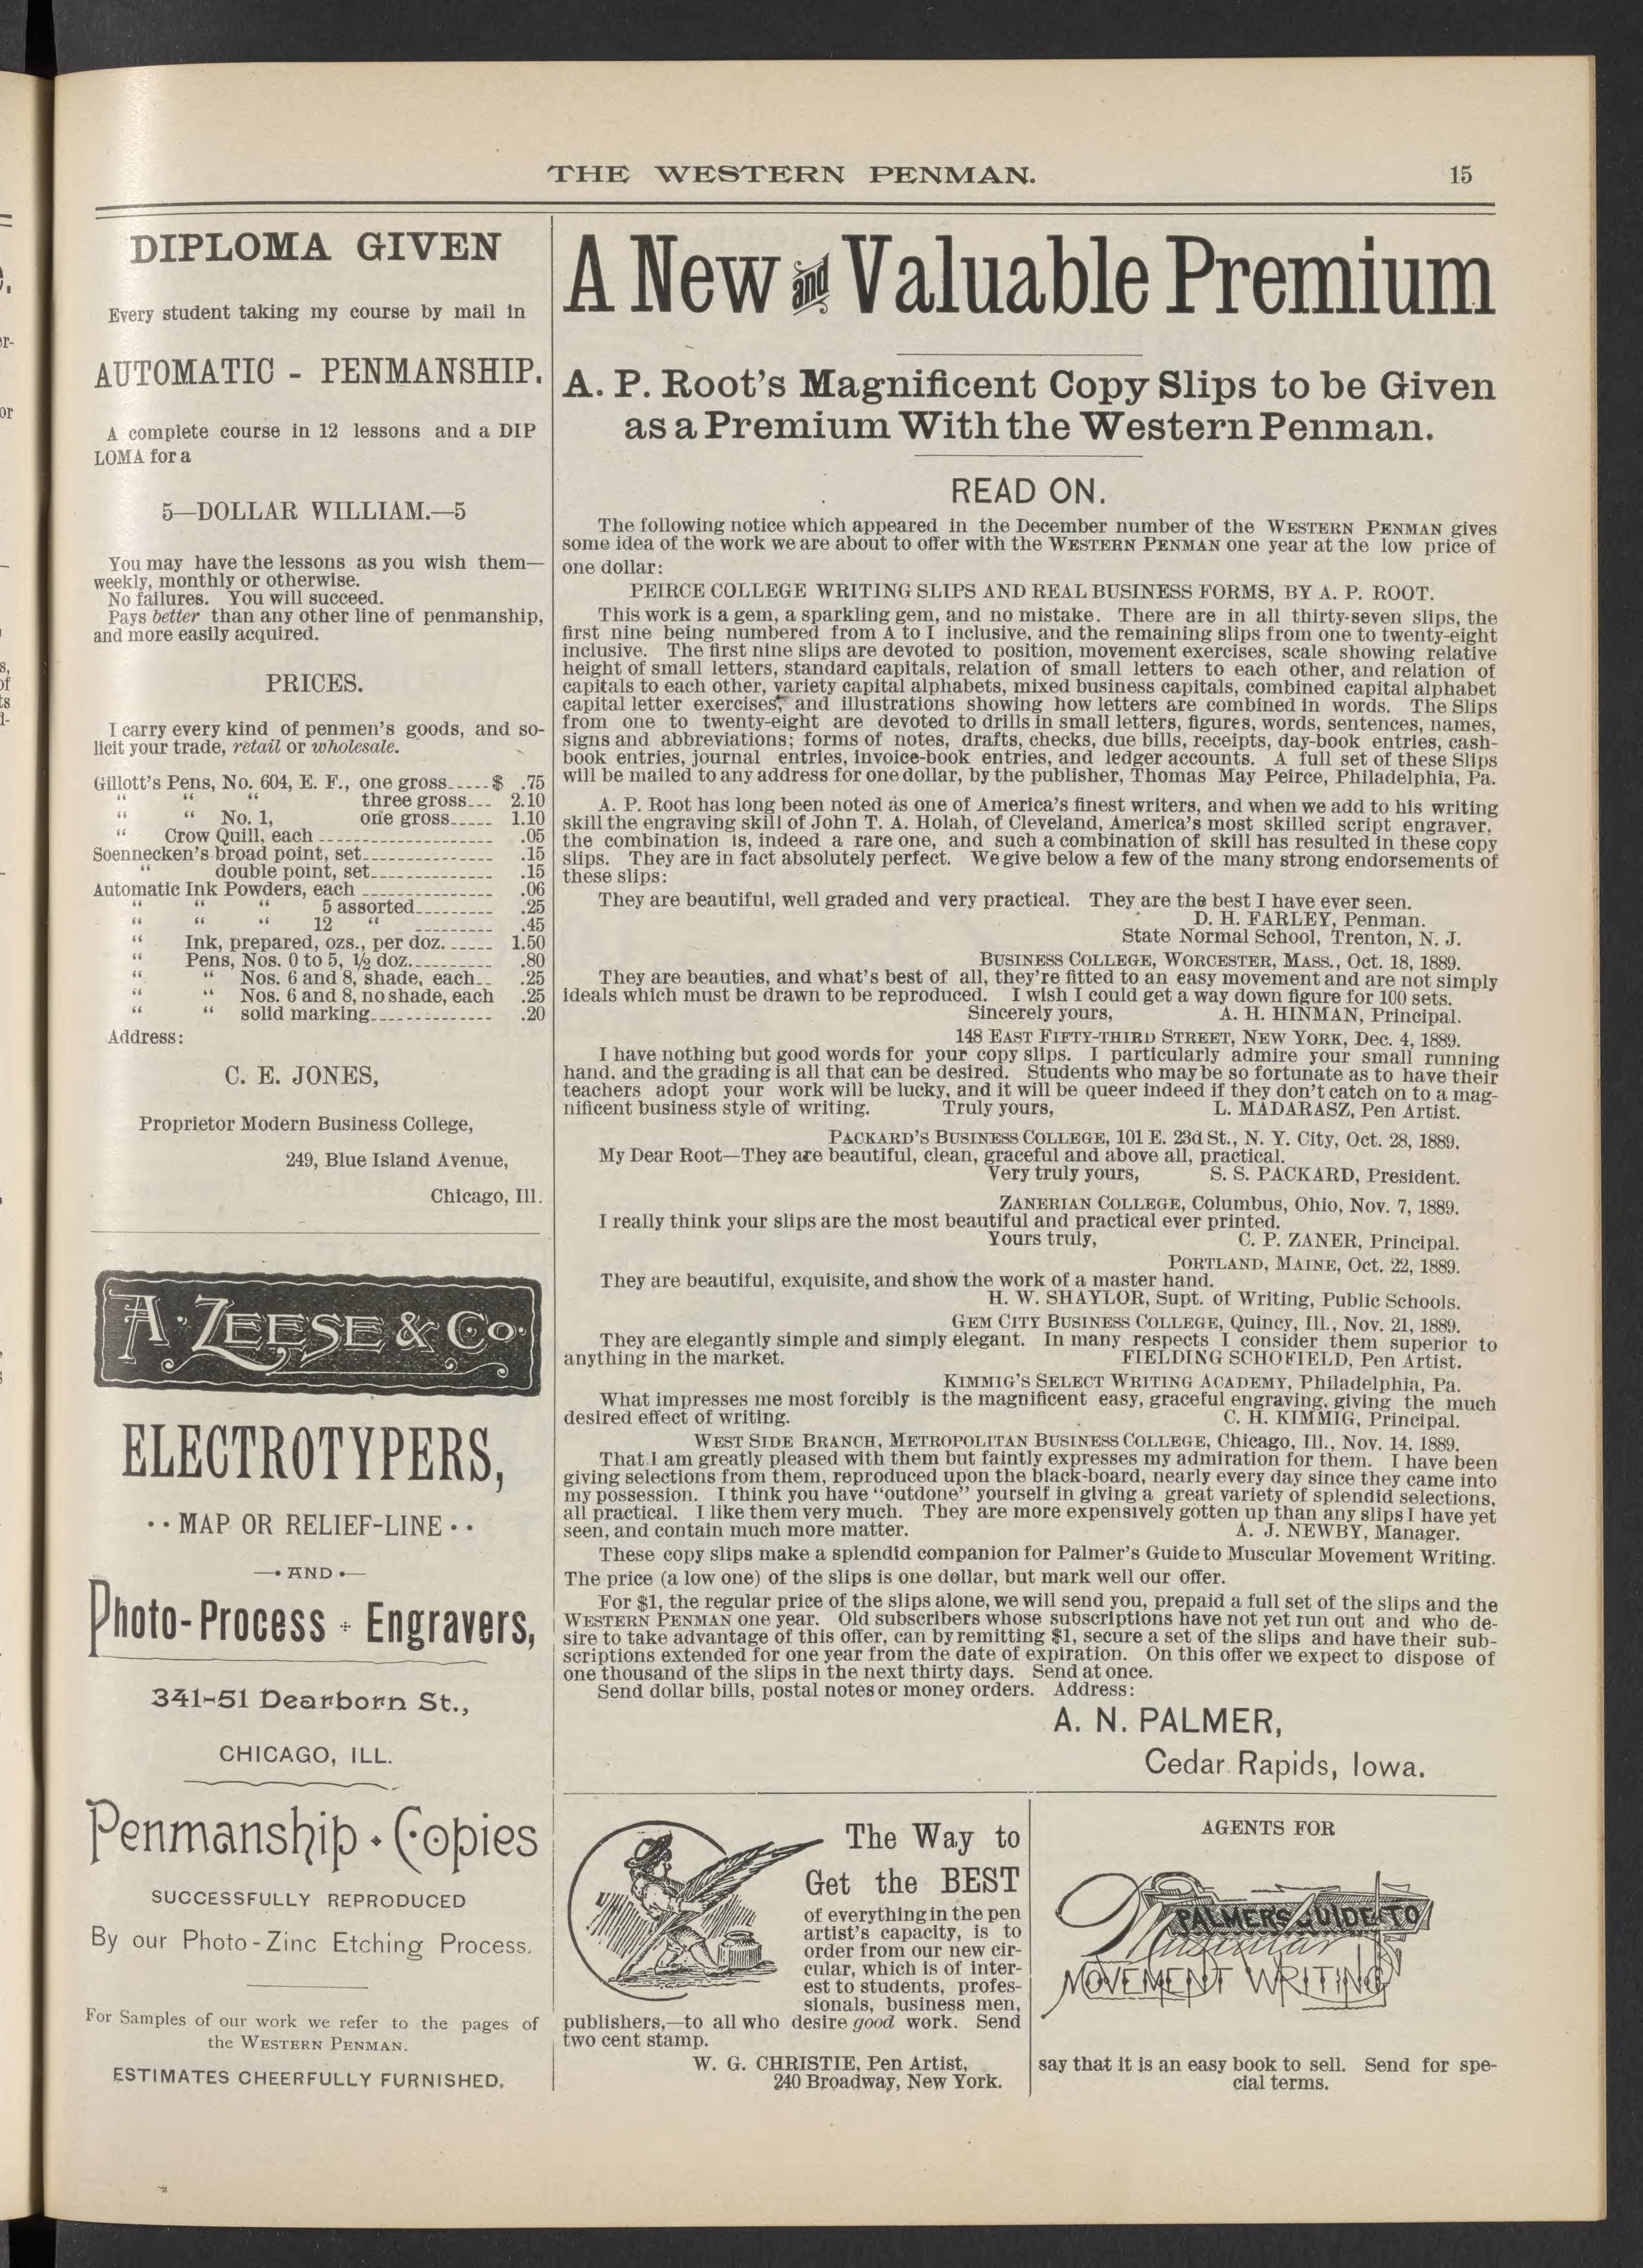 THE WESTERN PENMAN.
15
DIPLOMA GIVEN
Every student taking my course by mail in
AUTOMATIC - PENMANSHIP.
A complete course in 12 lessons and a DIP
LOMA for a
5—DOLLAR WILLIAM.—5
You may have the lessons as you wish them—
weekly, monthly or otherwise.
No failures. You will succeed.
Pays better than any other line of penmanship,
and more easily acquired.
PRICES.
I carry every kind of penmen's goods, and so-
licit your trade, retail or wholesale.
Gillott's Pens, No. 604, E. F., one gross-----$ .75
" " " three gross--- 2.10
" " No. 1, one gross----- 1.10
" Crow Quill, each -------------------- .05
Soennecken's broad point, set--------------- .15
" double point, set-------------- .15
Automatic Ink Powders, each --------------- .06
" " " 5 assorted--------- .25
" " " 12 " --------- .45
" Ink, prepared, ozs., per doz. ----- 1.50
" Pens, Nos. 0 to 5, ½ doz.---------- .80
" " Nos. 6 and 8, shade, each-- .25
" " Nos. 6 and 8, no shade, each .25
" " solid marking-------------- .20
Address:
C. E. JONES,
Proprietor Modern Business College,
249, Blue Island Avenue,
Chicago, Ill.
A. ZEESE & Co.
ELECTROTYPERS,
·· MAP OR RELIEF-LINE ··
AND
Photo-Process Engravers,
341-51 Dearborn St.,
CHICAGO, ILL.
Penmanship · Copies
SUCCESSFULLY REPRODUCED
By our Photo-Zinc Etching Process.
For Samples of our work we refer to the pages of
the WESTERN PENMAN.
ESTIMATES CHEERFULLY FURNISHED.
A New and Valuable Premium
A. P. Root's Magnificent Copy Slips to be Given
as a Premium With the Western Penman.
READ ON.
The following notice which appeared in the December number of the WESTERN PENMAN gives
some idea of the work we are about to offer with the WESTERN PENMAN one year at the low price of
one dollar:
PEIRCE COLLEGE WRITING SLIPS AND REAL BUSINESS FORMS, BY A. P. ROOT.
This work is a gem, a sparkling gem, and no mistake. There are in all thirty-seven slips, the
first nine being numbered from A to I inclusive, and the remaining slips from one to twenty-eight
inclusive. The first nine slips are devoted to position, movement exercises, scale showing relative
height of small letters, standard capitals, relation of small letters to each other, and relation of
capitals to each other, variety capital alphabets, mixed business capitals, combined capital alphabet
capital letter exercises, and illustrations showing how letters are combined in words. The Slips
from one to twenty-eight are devoted to drills in small letters, figures, words, sentences, names,
signs and abbreviations; forms of notes, drafts, checks, due bills, receipts, day-book entries, cash-
book entries, journal entries, invoice-book entries, and ledger accounts. A full set of these Slips
will be mailed to any address for one dollar, by the publisher, Thomas May Peirce, Philadelphia, Pa.
A. P. Root has long been noted as one of America's finest writers, and when we add to his writing
skill the engraving skill of John T. A. Holah, of Cleveland, America's most skilled script engraver,
the combination is, indeed a rare one, and such a combination of skill has resulted in these copy
slips. They are in fact absolutely perfect. We give below a few of the many strong endorsements of
these slips:
They are beautiful, well graded and very practical. They are the best I have ever seen.
D. H. FARLEY, Penman.
State Normal School, Trenton, N. J.
BUSINESS COLLEGE, WORCESTER, MASS., Oct. 18, 1889.
They are beauties, and what's best of all, they're fitted to an easy movement and are not simply
ideals which must be drawn to be reproduced. I wish I could get a way down figure for 100 sets.
Sincerely yours, A. H. HINMAN, Principal.
148 EAST FIFTY-THIRD STREET, NEW YORK, Dec. 4, 1889.
I have nothing but good words for your copy slips. I particularly admire your small running
hand, and the grading is all that can be desired. Students who may be so fortunate as to have their
teachers adopt your work will be lucky, and it will be queer indeed if they don't catch on to a mag-
nificent business style of writing. Truly yours, L. MADARASZ, Pen Artist.
PACKARD'S BUSINESS COLLEGE, 101 E. 23d St., N. Y. City, Oct. 28, 1889.
My Dear Root—They are beautiful, clean, graceful and above all, practical.
Very truly yours, S. S. PACKARD, President.
ZANERIAN COLLEGE, Columbus, Ohio, Nov. 7, 1889.
I really think your slips are the most beautiful and practical ever printed.
Yours truly, C. P. ZANER, Principal.
PORTLAND, MAINE, Oct. 22, 1889.
They are beautiful, exquisite, and show the work of a master hand.
H. W. SHAYLOR, Supt. of Writing, Public Schools.
GEM CITY BUSINESS COLLEGE, Quincy, Ill., Nov. 21, 1889.
They are elegantly simple and simply elegant. In many respects I consider them superior to
anything in the market. FIELDING SCHOFIELD, Pen Artist.
KIMMIG'S SELECT WRITING ACADEMY, Philadelphia, Pa.
What impresses me most forcibly is the magnificent easy, graceful engraving, giving the much
desired effect of writing. C. H. KIMMIG, Principal.
WEST SIDE BRANCH, METROPOLITAN BUSINESS COLLEGE, Chicago, Ill., Nov. 14, 1889.
That I am greatly pleased with them but faintly expresses my admiration for them. I have been
giving selections from them, reproduced upon the black-board, nearly every day since they came into
my possession. I think you have "outdone" yourself in giving a great variety of splendid selections,
all practical. I like them very much. They are more expensively gotten up than any slips I have yet
seen, and contain much more matter. A. J. NEWBY, Manager.
These copy slips make a splendid companion for Palmer's Guide to Muscular Movement Writing.
The price (a low one) of the slips is one dollar, but mark well our offer.
For $1, the regular price of the slips alone, we will send you, prepaid a full set of the slips and the
WESTERN PENMAN one year. Old subscribers whose subscriptions have not yet run out and who de-
sire to take advantage of this offer, can by remitting $1, secure a set of the slips and have their sub-
scriptions extended for one year from the date of expiration. On this offer we expect to dispose of
one thousand of the slips in the next thirty days. Send at once.
Send dollar bills, postal notes or money orders. Address:
A. N. PALMER,
Cedar Rapids, Iowa.
The Way to
Get the BEST
of everything in the pen
artist's capacity, is to
order from our new cir-
cular, which is of inter-
est to students, profes-
sionals, business men,
publishers,—to all who desire good work. Send
two cent stamp.
W. G. CHRISTIE, Pen Artist,
240 Broadway, New York.
AGENTS FOR
PALMER'S GUIDE TO
Muscular
MOVEMENT WRITING
say that it is an easy book to sell. Send for spe-
cial terms.